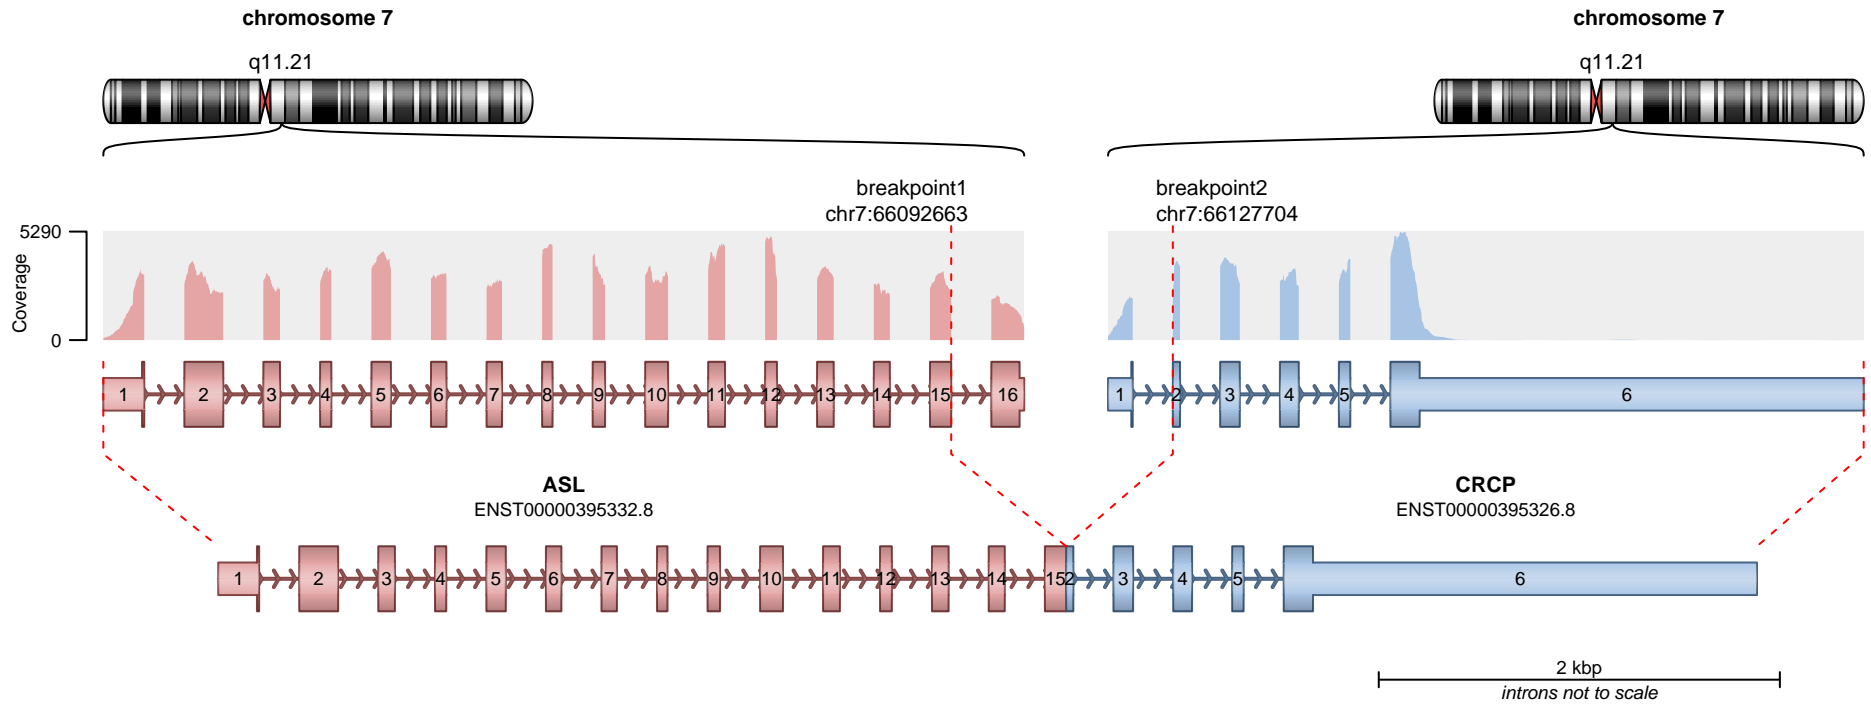 chromosome 7
chromosome 7
q11.21
q11.21
breakpoint1
chr7:66092663
breakpoint2
chr7:66127704
5290
Coverage
0
1 2 3 4 5 6 7 8 9 10 11 12 13 14 15 16
1 2 3 4 5 6
ASL
ENST00000395332.8
CRCP
ENST00000395326.8
1 2 3 4 5 6 7 8 9 10 11 12 13 14 15 2 3 4 5 6
2 kbp
introns not to scale